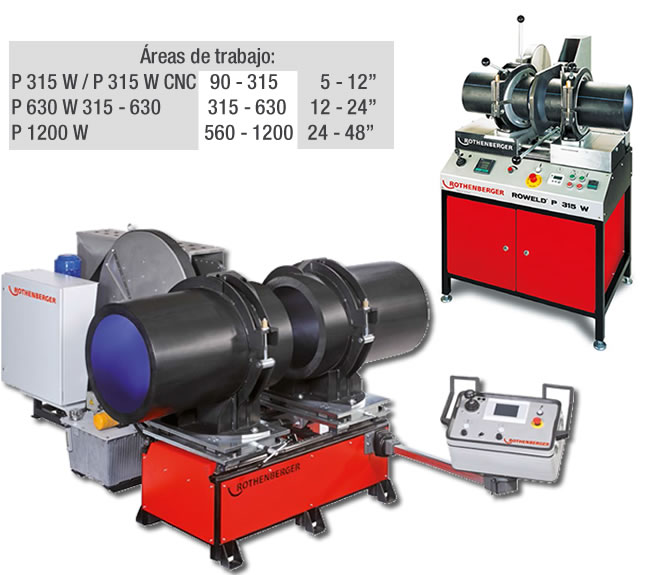 Áreas de trabajo:
P 315 W / P 315 W CNC 90 - 315 5 - 12”
P 630 W 315 - 630 315 - 630 12 - 24”
P 1200 W 560 - 1200 24 - 48”
ROTHENBERGER
ROTHENBERGER ROWELD P 315 W
ROTHENBERGER
ROTHENBERGER
ROTHENBERGER